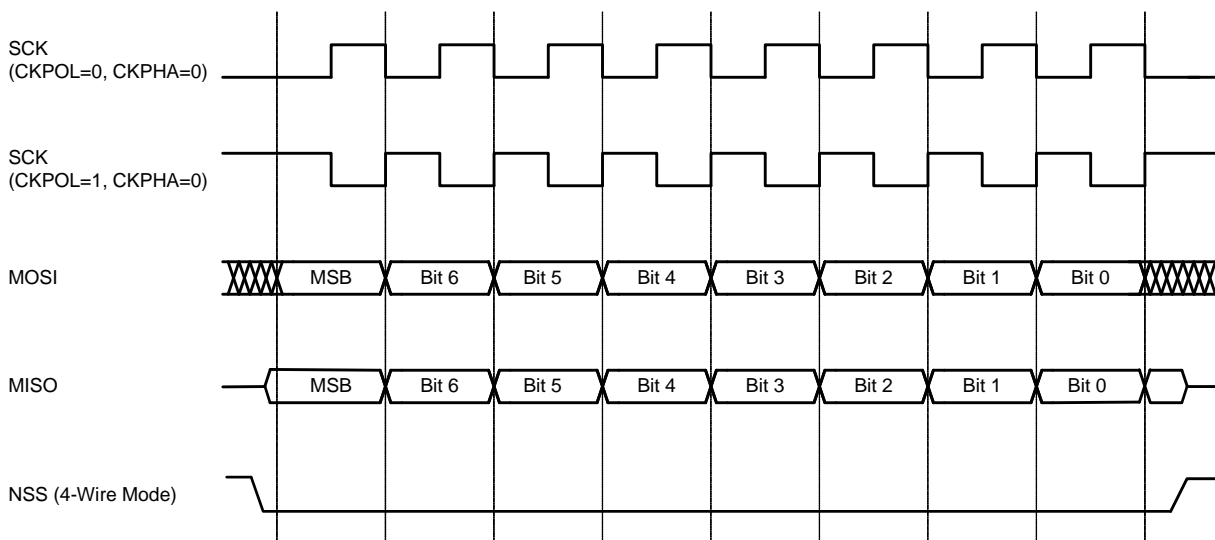 SCK
(CKPOL=0, CKPHA=0)
SCK
(CKPOL=1, CKPHA=0)
MOSI
MSB
Bit 6
Bit 5
Bit 4
Bit 3
Bit 2
Bit 1
Bit 0
MISO
MSB
Bit 6
Bit 5
Bit 4
Bit 3
Bit 2
Bit 1
Bit 0
NSS (4-Wire Mode)